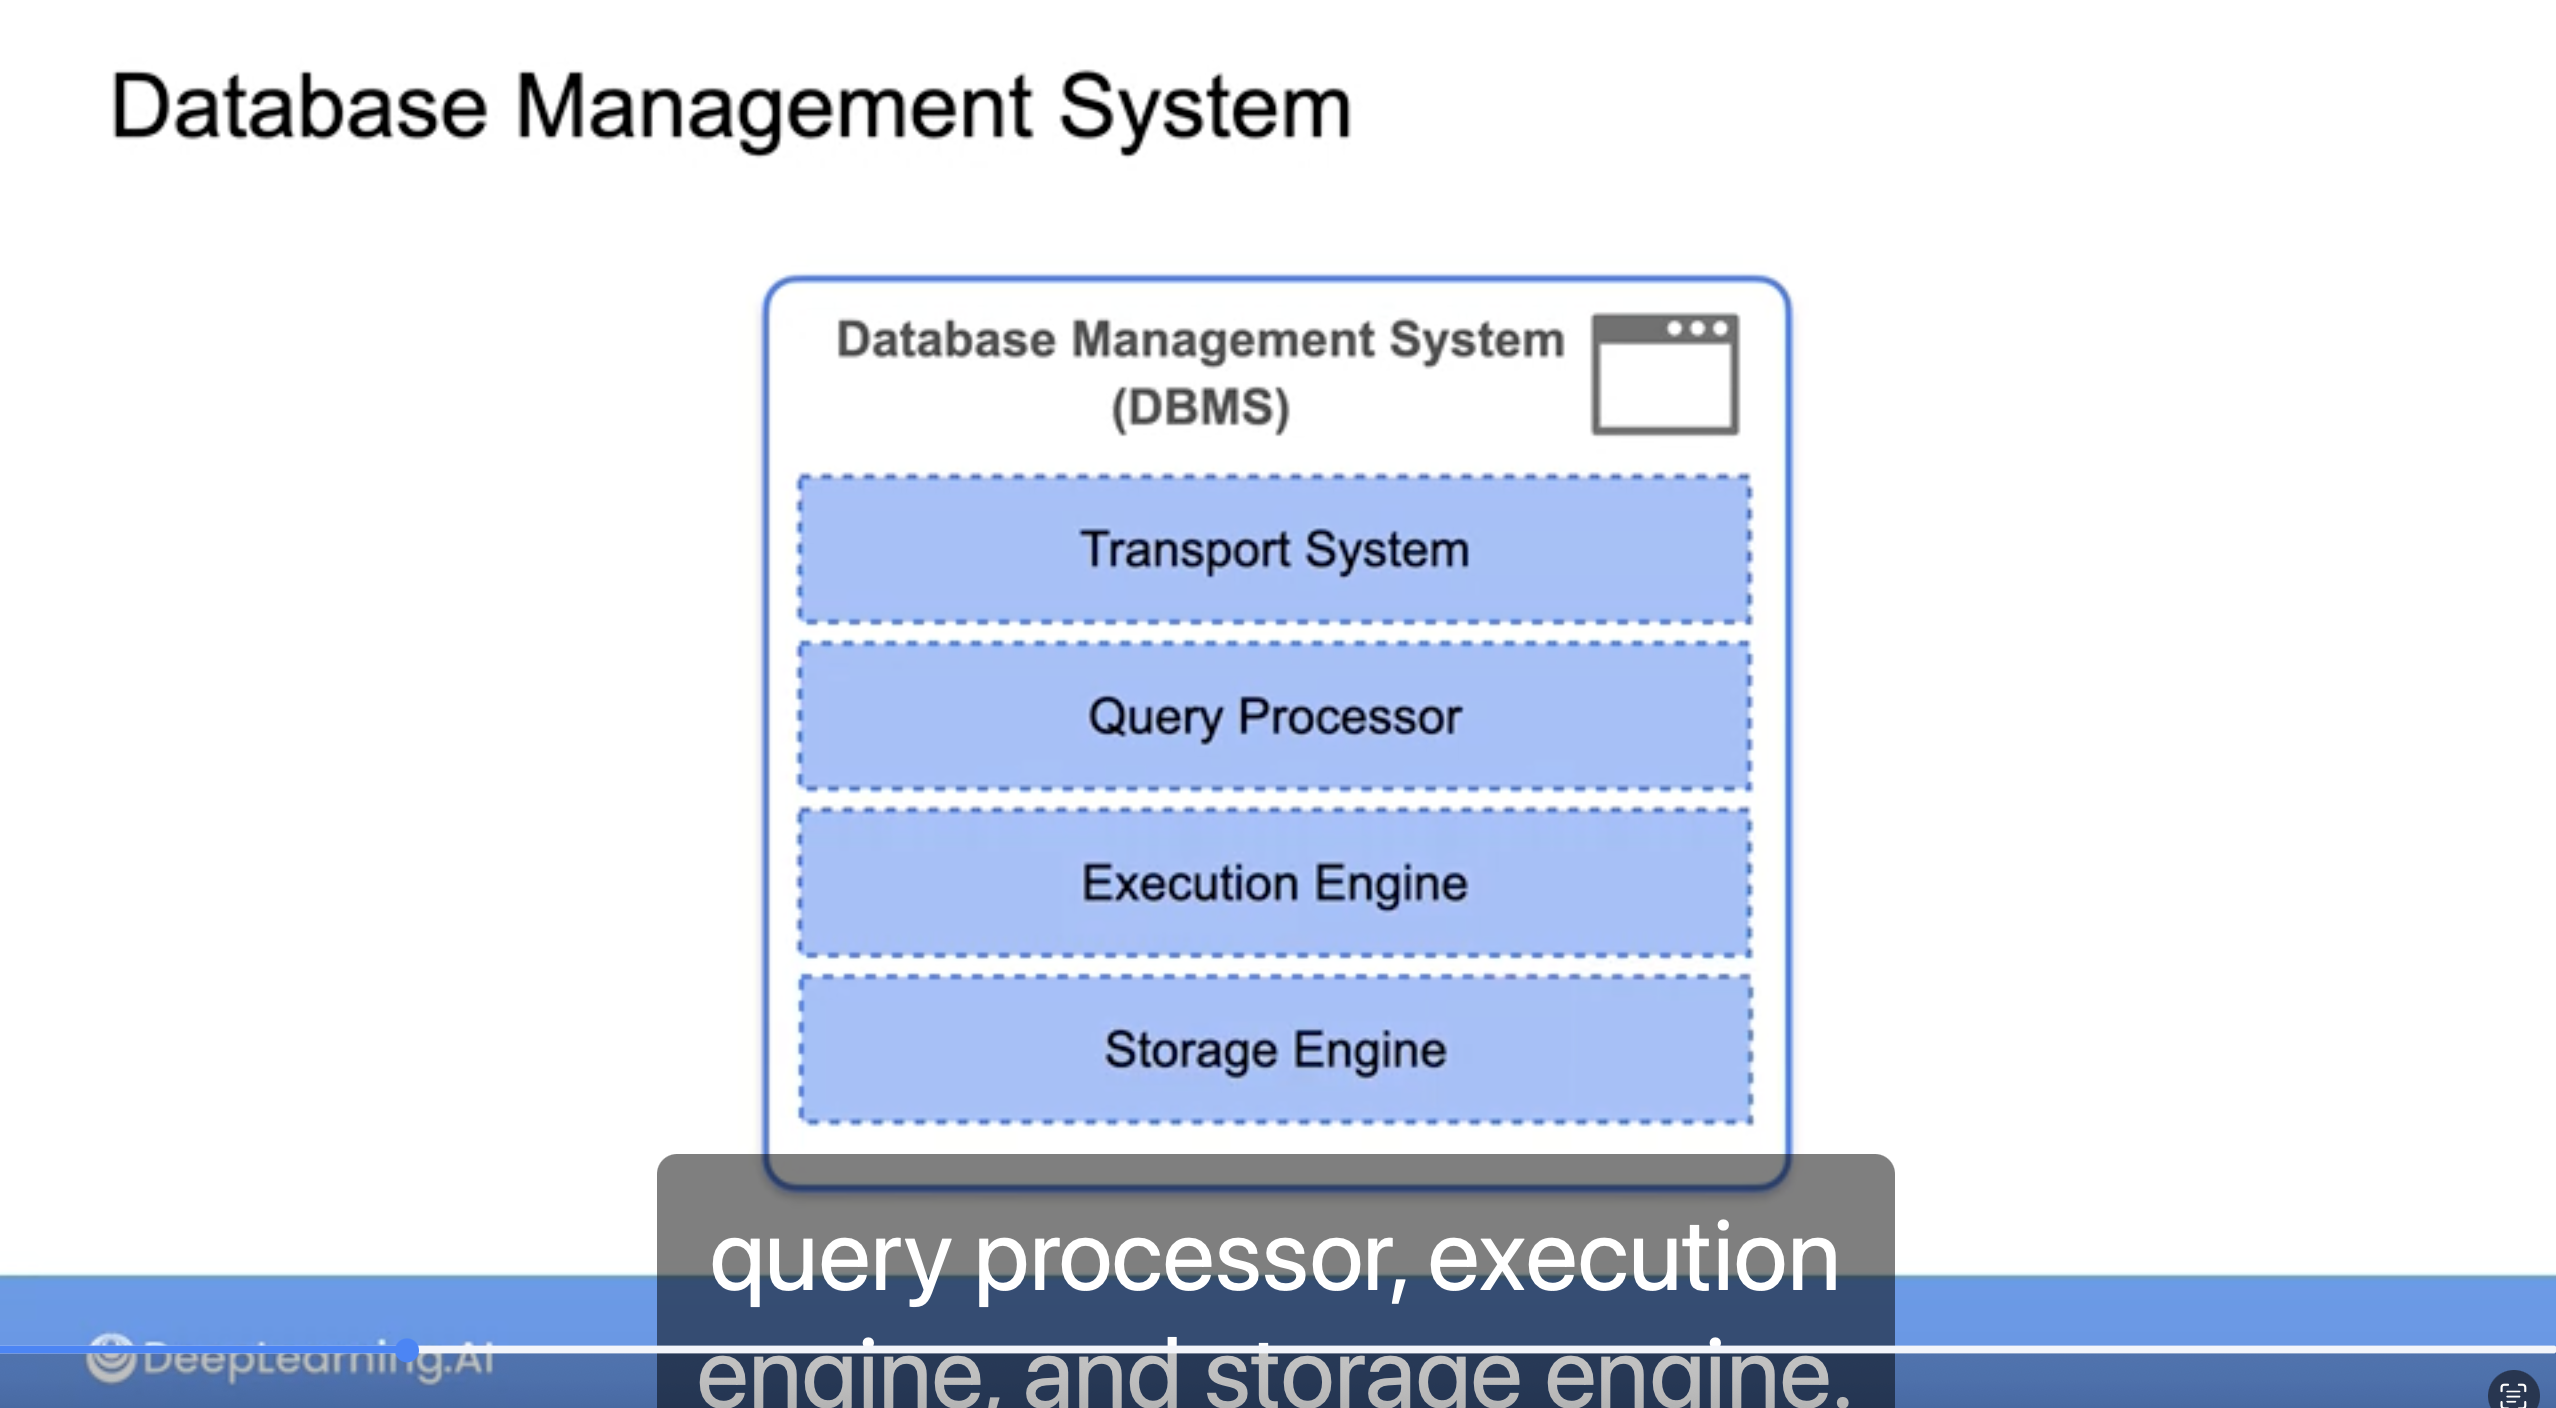 Database Management System
Database Management System
(DBMS)
Transport System
Query Processor
Execution Engine
Storage Engine
query processor, execution
engine, and storage engine.
DeepLearning.AI